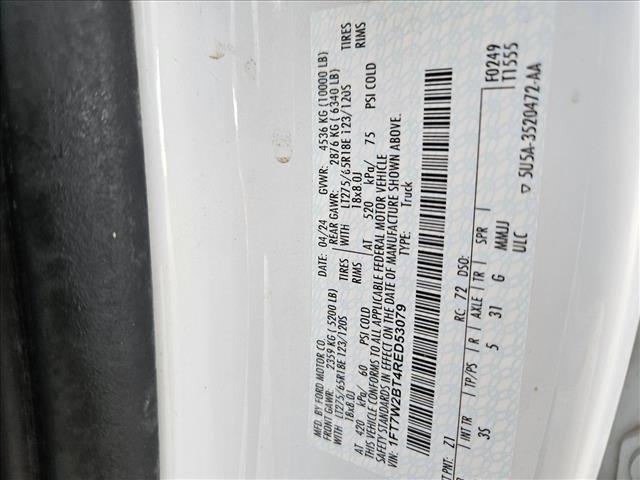 MFD. BY FORD MOTOR CO.
DATE: 04/24 GVWR: 4536 KG (10000 LB)
FRONT GAWR: 2359 KG (5200 LB) REAR GAWR: 2876 KG (6340 LB)
WITH LT275/65R18E 123/120S TIRES WITH LT275/65R18E 123/120S TIRES
18x8.0J RIMS 18x8.0J RIMS
AT 420 kPa/ 60 PSI COLD AT 520 kPa/ 75 PSI COLD
THIS VEHICLE CONFORMS TO ALL APPLICABLE FEDERAL MOTOR VEHICLE
SAFETY STANDARDS IN EFFECT ON THE DATE OF MANUFACTURE SHOWN ABOVE.
VIN: 1FT7W2BT4RED53079
TYPE: Truck
F0249
T1555
PNT: Z1 RC: 72 DSO:
INT TR TP/PS R AXLE TR SPR
3S 5 31 G MMJJ
ULC
5U5A-3520472-AA